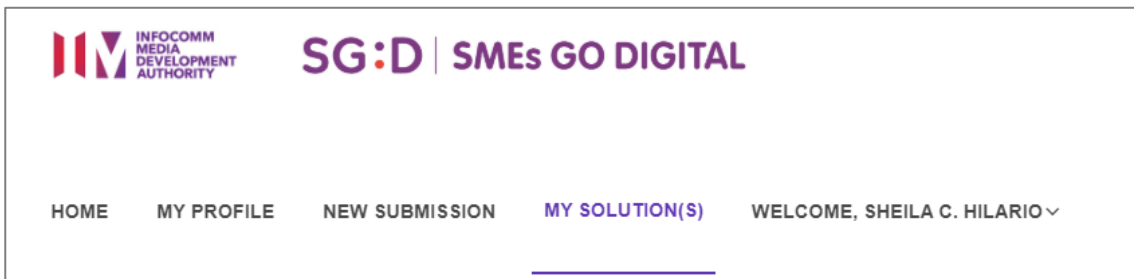 INFOCOMM
MEDIA
DEVELOPMENT
AUTHORITY
SG:D | SMEs GO DIGITAL
HOME MY PROFILE NEW SUBMISSION MY SOLUTION(S) WELCOME, SHEILA C. HILARIO